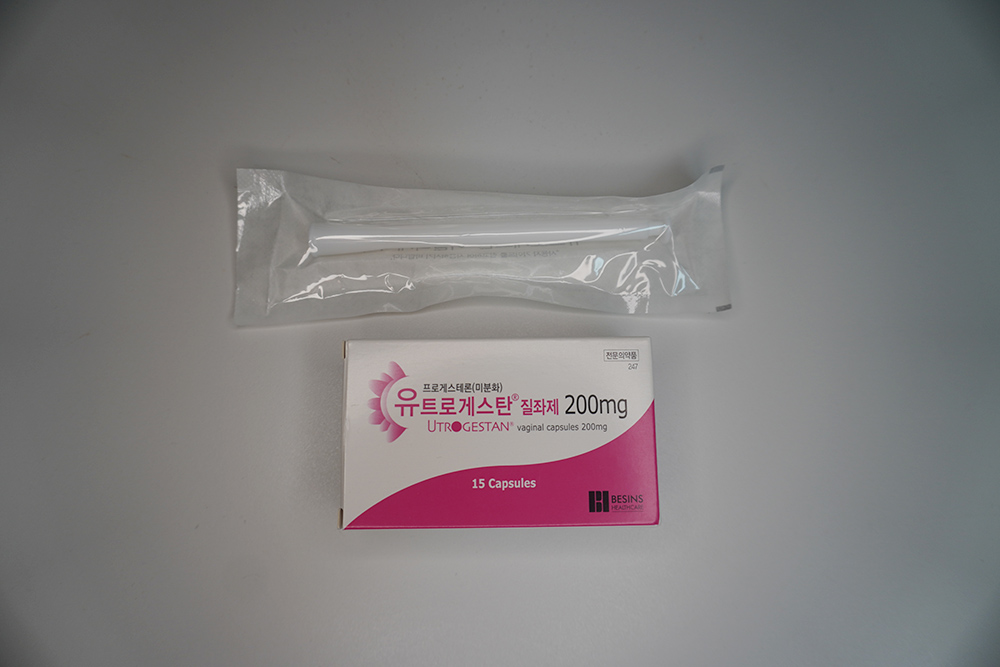 전문의약품
247
프로게스테론(미분화)
유트로게스탄® 질좌제 200mg
UTROGESTAN® vaginal capsules 200mg
15 Capsules
BESINS
HEALTHCARE